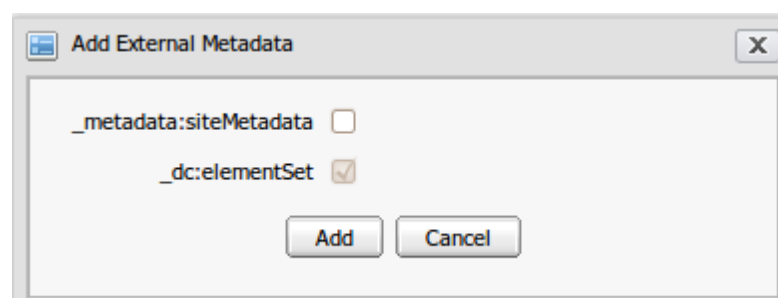 Add External Metadata
_metadata:siteMetadata
_dc:elementSet
Add Cancel